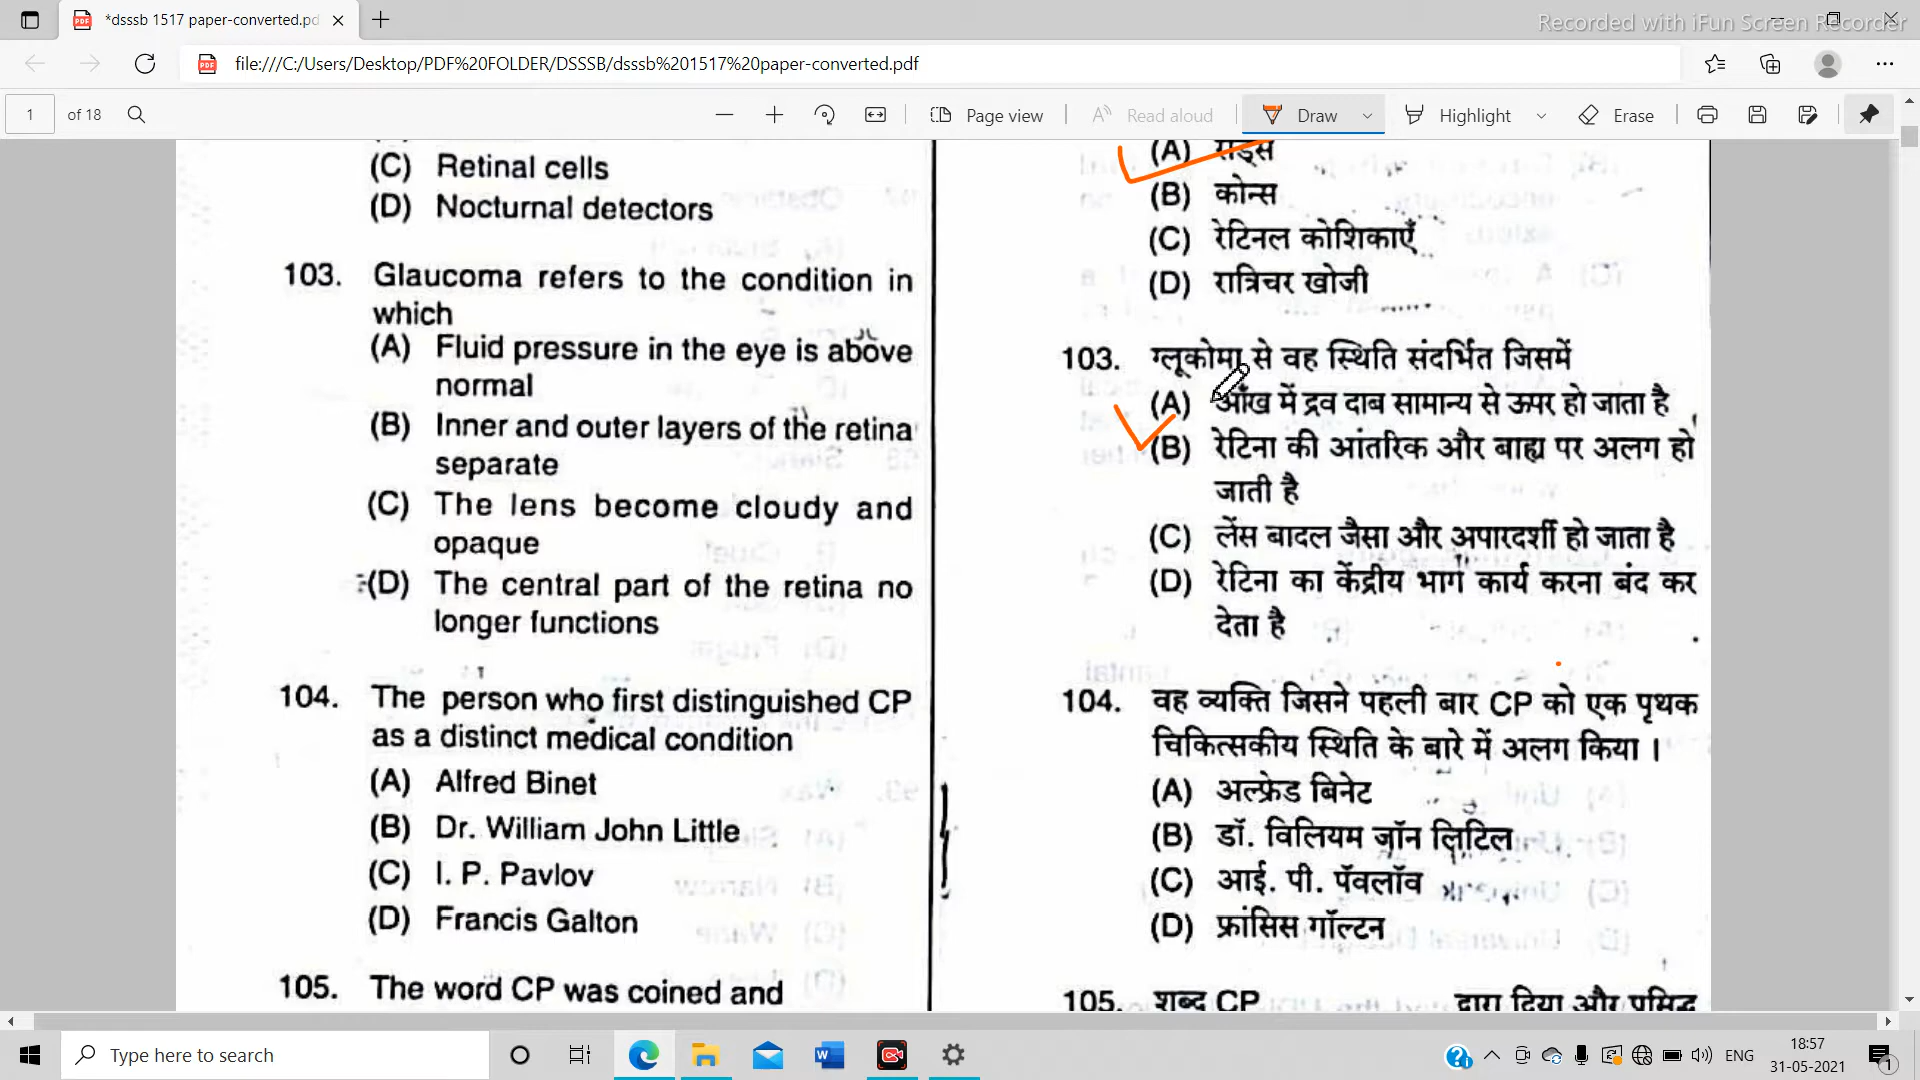 *dsssb 1517 paper-converted.pd
Recorded with iFun Screen Recorder
file:///C:/Users/Desktop/PDF%20FOLDER/DSSSB/dsssb%201517%20paper-converted.pdf
1 of 18
Page view
Read aloud
Draw
Highlight
Erase
(C) Retinal cells
(D) Nocturnal detectors
103. Glaucoma refers to the condition in
which
(A) Fluid pressure in the eye is above
normal
(B) Inner and outer layers of the retina
separate
(C) The lens become cloudy and
opaque
(D) The central part of the retina no
longer functions
104. The person who first distinguished CP
as a distinct medical condition
(A) Alfred Binet
(B) Dr. William John Little
(C) I. P. Pavlov
(D) Francis Galton
105. The word CP was coined and
(A) रॉड्स
(B) कोन्स
(C) रेटिनल कोशिकाएँ
(D) रात्रिचर खोजी
103. ग्लूकोमा से वह स्थिति संदर्भित जिसमें
(A) आँख में द्रव दाब सामान्य से ऊपर हो जाता है
(B) रेटिना की आंतरिक और बाह्य पर अलग हो
जाती है
(C) लेंस बादल जैसा और अपारदर्शी हो जाता है
(D) रेटिना का केंद्रीय भाग कार्य करना बंद कर
देता है
104. वह व्यक्ति जिसने पहली बार CP को एक पृथक
चिकित्सकीय स्थिति के बारे में अलग किया ।
(A) अल्फ्रेड बिनेट
(B) डॉ. विलियम जॉन लिटिल
(C) आई. पी. पॅवलॉव
(D) फ्रांसिस गॉल्टन
105. शब्द CP द्वारा दिया और प्रसिद्ध
Type here to search
ENG
18:57
31-05-2021
1